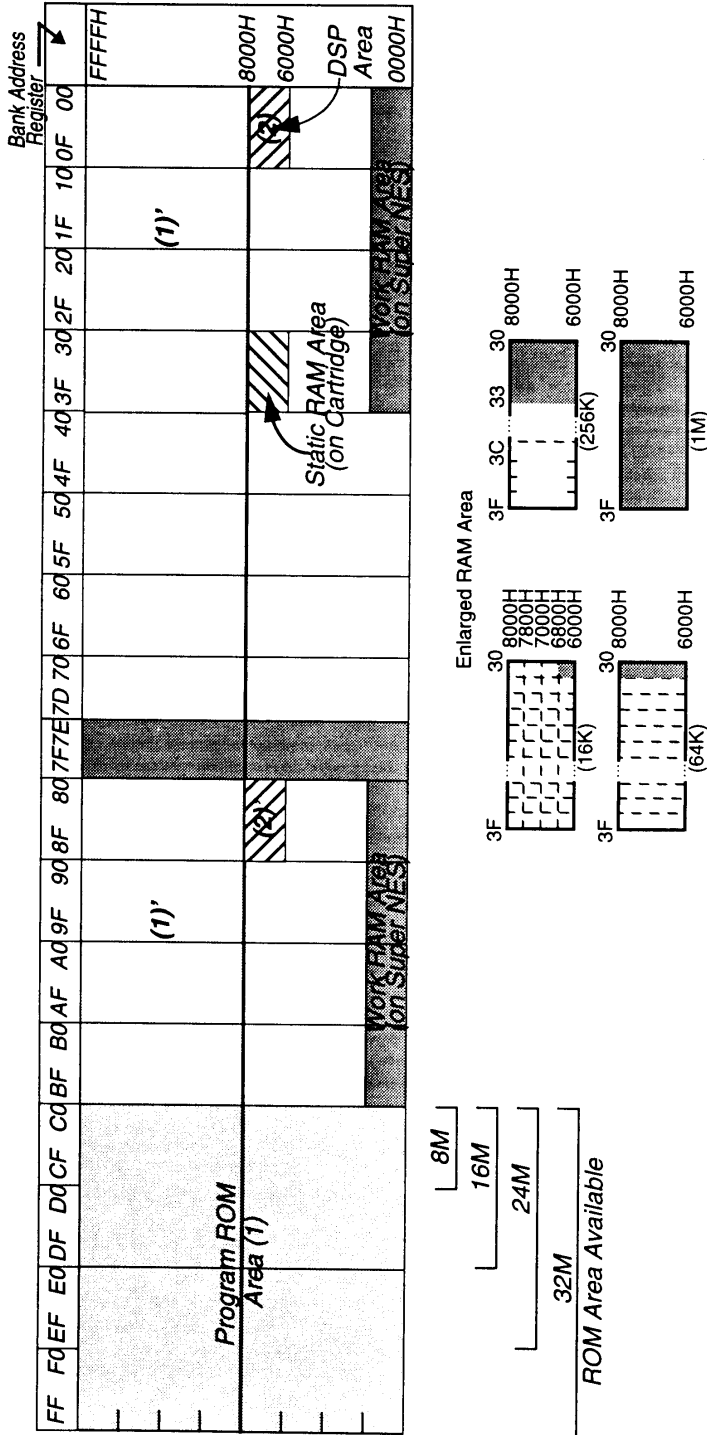 Bank Address
Register
FF F0 EF E0 DF D0 CF C0 BF B0 AF A0 9F 90 8F 80 7F 7E 7D 70 6F 60 5F 50 4F 40 3F 30 2F 20 1F 10 0F 00
FFFFH
8000H
6000H
0000H
DSP
Area
(1)'
(1)'
(2)
(2)'
Program ROM
Area (1)
Work RAM Area
(on Super NES)
Work RAM Area
(on Super NES)
Static RAM Area
(on Cartridge)
8M
16M
24M
32M
ROM Area Available
Enlarged RAM Area
3F 30
8000H
7800H
7000H
6800H
6000H
(16K)
3F 3C 33 30
8000H
6000H
(256K)
8000H
6000H
(64K)
3F
3F 30
8000H
6000H
(1M)